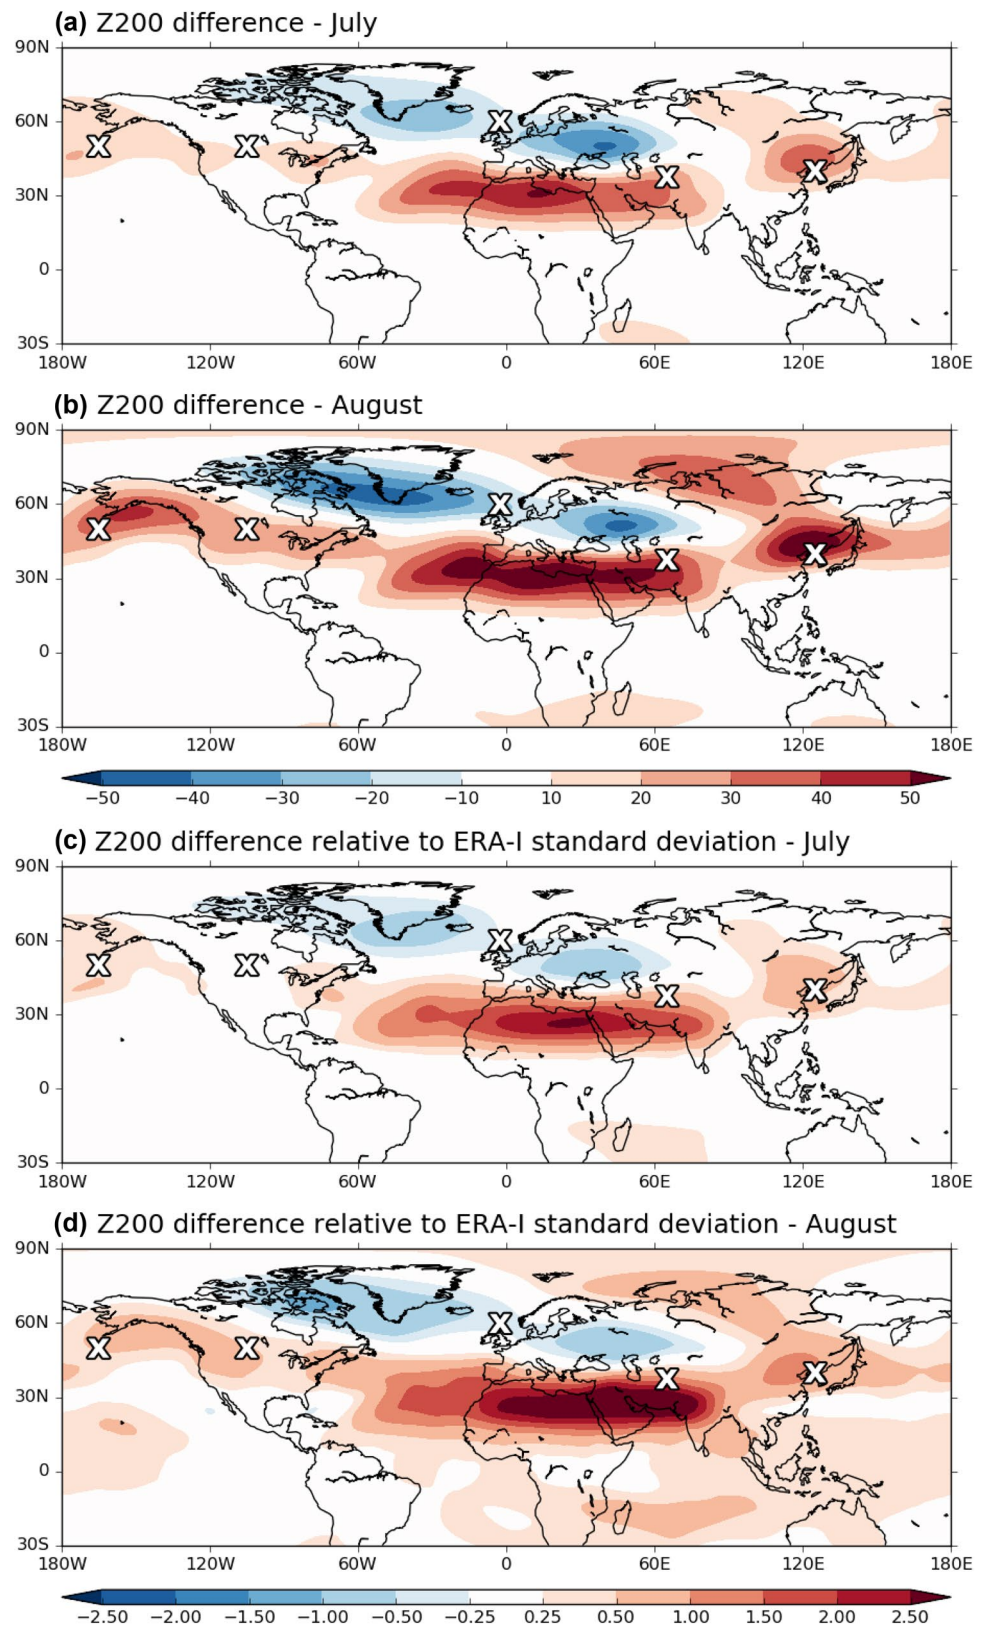 (a) Z200 difference - July
90N
60N
30N
0
30S
180W 120W 60W 0 60E 120E 180E
X X X X X
(b) Z200 difference - August
90N
60N
30N
0
30S
180W 120W 60W 0 60E 120E 180E
X X X X X
−50 −40 −30 −20 −10 10 20 30 40 50
(c) Z200 difference relative to ERA-I standard deviation - July
90N
60N
30N
0
30S
180W 120W 60W 0 60E 120E 180E
X X X X X
(d) Z200 difference relative to ERA-I standard deviation - August
90N
60N
30N
0
30S
180W 120W 60W 0 60E 120E 180E
X X X X X
−2.50 −2.00 −1.50 −1.00 −0.50 −0.25 0.25 0.50 1.00 1.50 2.00 2.50